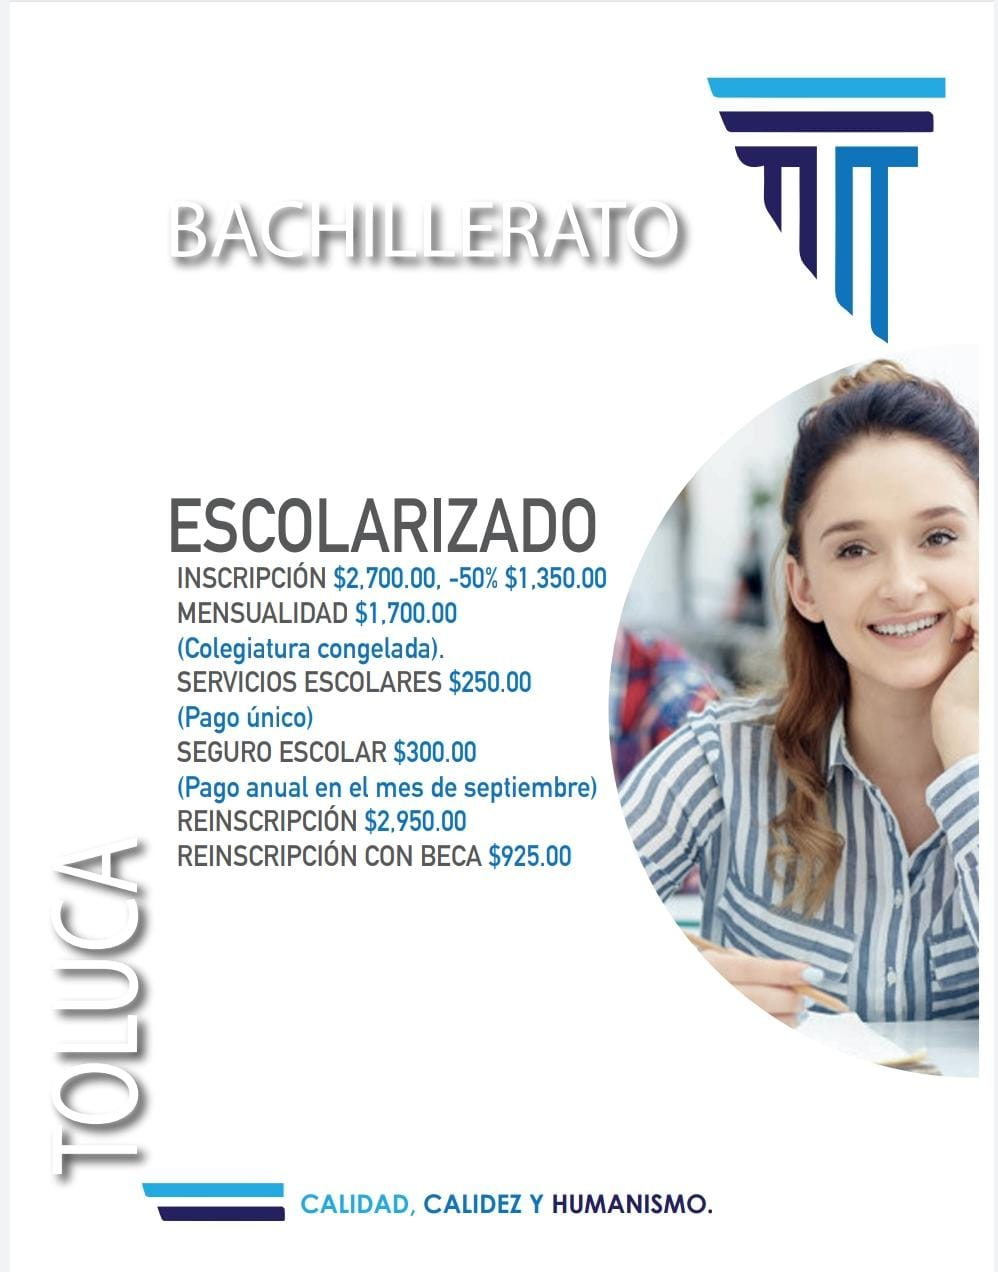 BACHILLERATO
ESCOLARIZADO
INSCRIPCIÓN $2,700.00, -50% $1,350.00
MENSUALIDAD $1,700.00
(Colegiatura congelada).
SERVICIOS ESCOLARES $250.00
(Pago único)
SEGURO ESCOLAR $300.00
(Pago anual en el mes de septiembre)
REINSCRIPCIÓN $2,950.00
REINSCRIPCIÓN CON BECA $925.00
TOLUCA
CALIDAD, CALIDEZ Y HUMANISMO.